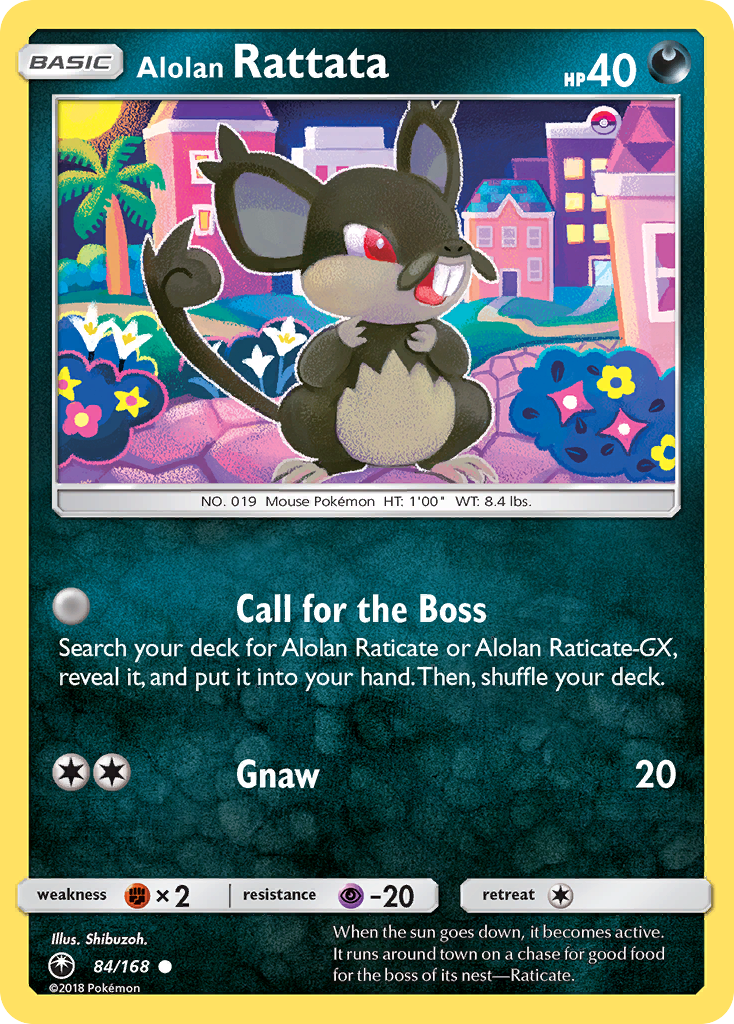 BASIC Alolan Rattata HP40
NO. 019 Mouse Pokémon HT: 1'00" WT: 8.4 lbs.
Call for the Boss
Search your deck for Alolan Raticate or Alolan Raticate-GX,
reveal it, and put it into your hand. Then, shuffle your deck.
Gnaw 20
weakness ×2 resistance -20 retreat
Illus. Shibuzoh.
84/168
©2018 Pokémon
When the sun goes down, it becomes active.
It runs around town on a chase for good food
for the boss of its nest—Raticate.